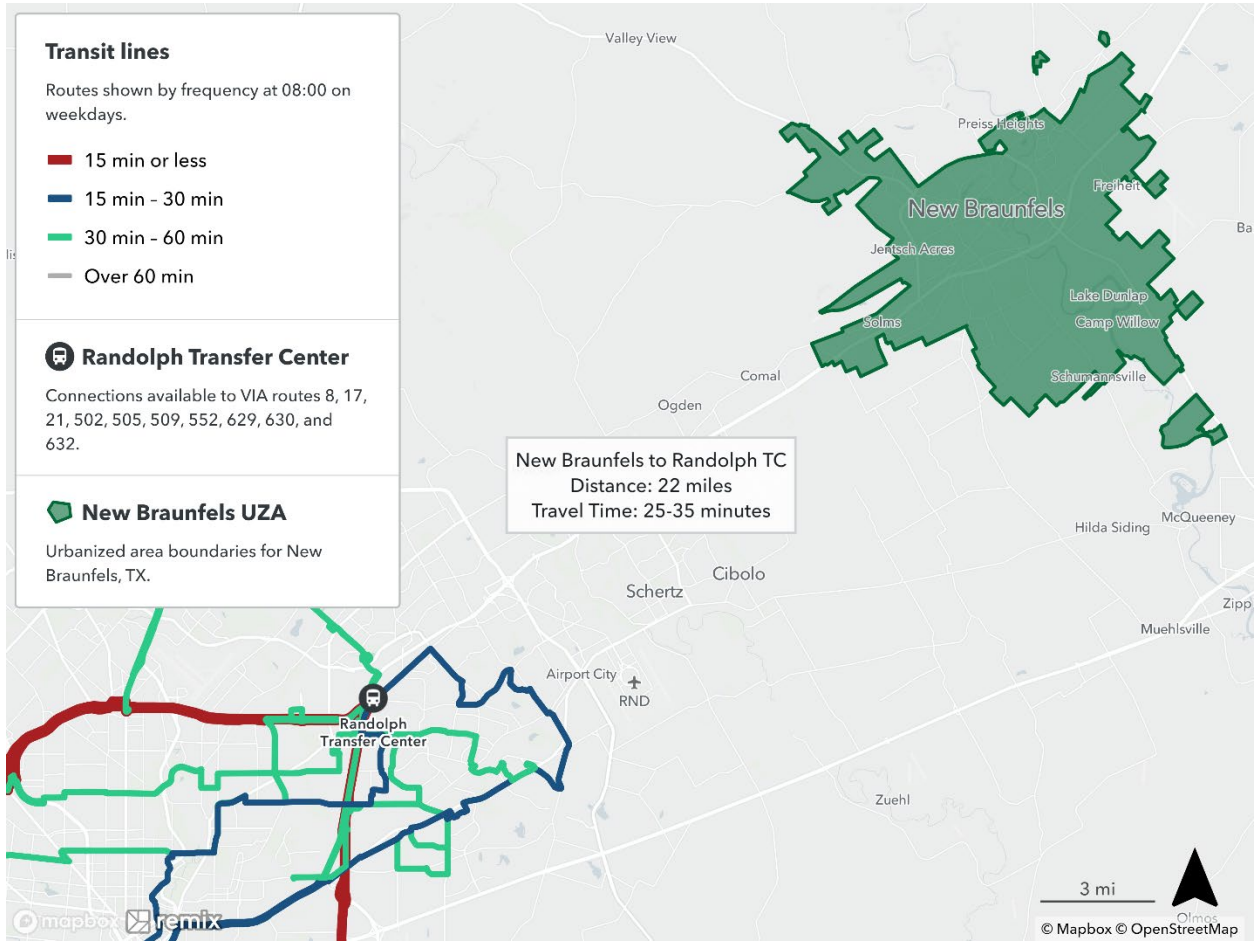 Transit lines
Routes shown by frequency at 08:00 on
weekdays.
15 min or less
15 min – 30 min
30 min – 60 min
Over 60 min
Randolph Transfer Center
Connections available to VIA routes 8, 17,
21, 502, 505, 509, 552, 629, 630, and
632.
New Braunfels UZA
Urbanized area boundaries for New
Braunfels, TX.
Valley View
Preiss Heights
Freiheit
New Braunfels
Jentsch Acres
Lake Dunlap
Solms
Camp Willow
Comal
Schumannsville
Ogden
New Braunfels to Randolph TC
Distance: 22 miles
Travel Time: 25-35 minutes
McQueeney
Hilda Siding
Cibolo
Schertz
Zipp
Muehlsville
Airport City
RND
Randolph
Transfer Center
Zuehl
3 mi
Olmos
mapbox remix
© Mapbox © OpenStreetMap